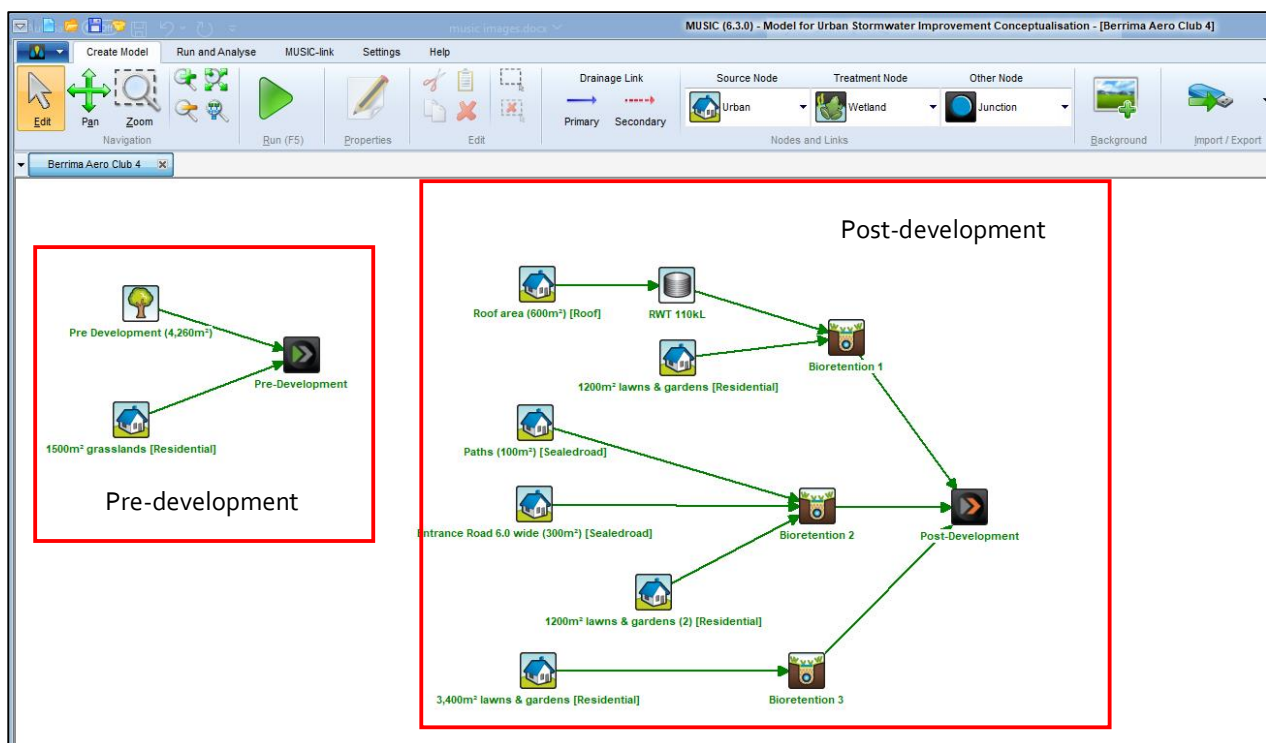 music images.docx
MUSIC (6.3.0) - Model for Urban Stormwater Improvement Conceptualisation - [Berrima Aero Club 4]
Create Model Run and Analyse MUSIC-link Settings Help
Drainage Link Source Node Treatment Node Other Node
Urban Wetland Junction
Edit Pan Zoom Primary Secondary
Navigation Run (F5) Properties Edit Nodes and Links Background Import / Export
Berrima Aero Club 4
Pre Development (4,260m²)
Pre-Development
1500m² grasslands [Residential]
Pre-development
Post-development
Roof area (600m²) [Roof]
RWT 110kL
1200m² lawns & gardens [Residential]
Bioretention 1
Paths (100m²) [Sealedroad]
Entrance Road 6.0 wide (300m²) [Sealedroad]
Bioretention 2
Post-Development
1200m² lawns & gardens (2) [Residential]
3,400m² lawns & gardens [Residential]
Bioretention 3